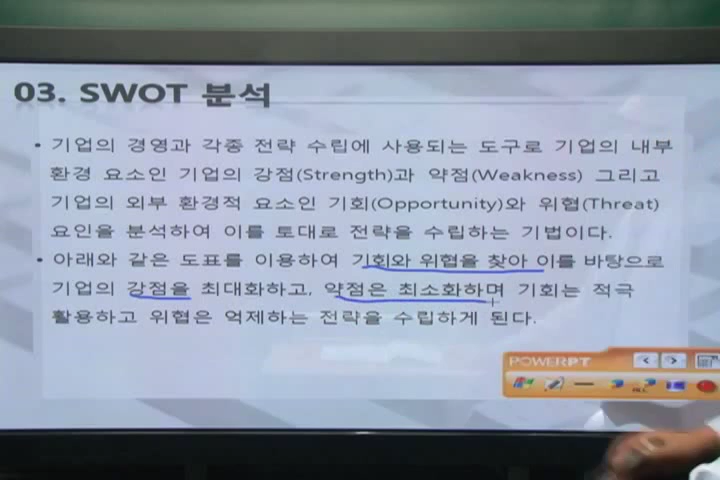 03. SWOT 분석
• 기업의 경영과 각종 전략 수립에 사용되는 도구로 기업의 내부
환경 요소인 기업의 강점(Strength)과 약점(Weakness) 그리고
기업의 외부 환경적 요소인 기회(Opportunity)와 위협(Threat)
요인을 분석하여 이를 토대로 전략을 수립하는 기법이다.
• 아래와 같은 도표를 이용하여 기회와 위협을 찾아 이를 바탕으로
기업의 강점을 최대화하고, 약점은 최소화하며 기회는 적극
활용하고 위협은 억제하는 전략을 수립하게 된다.
POWERPT